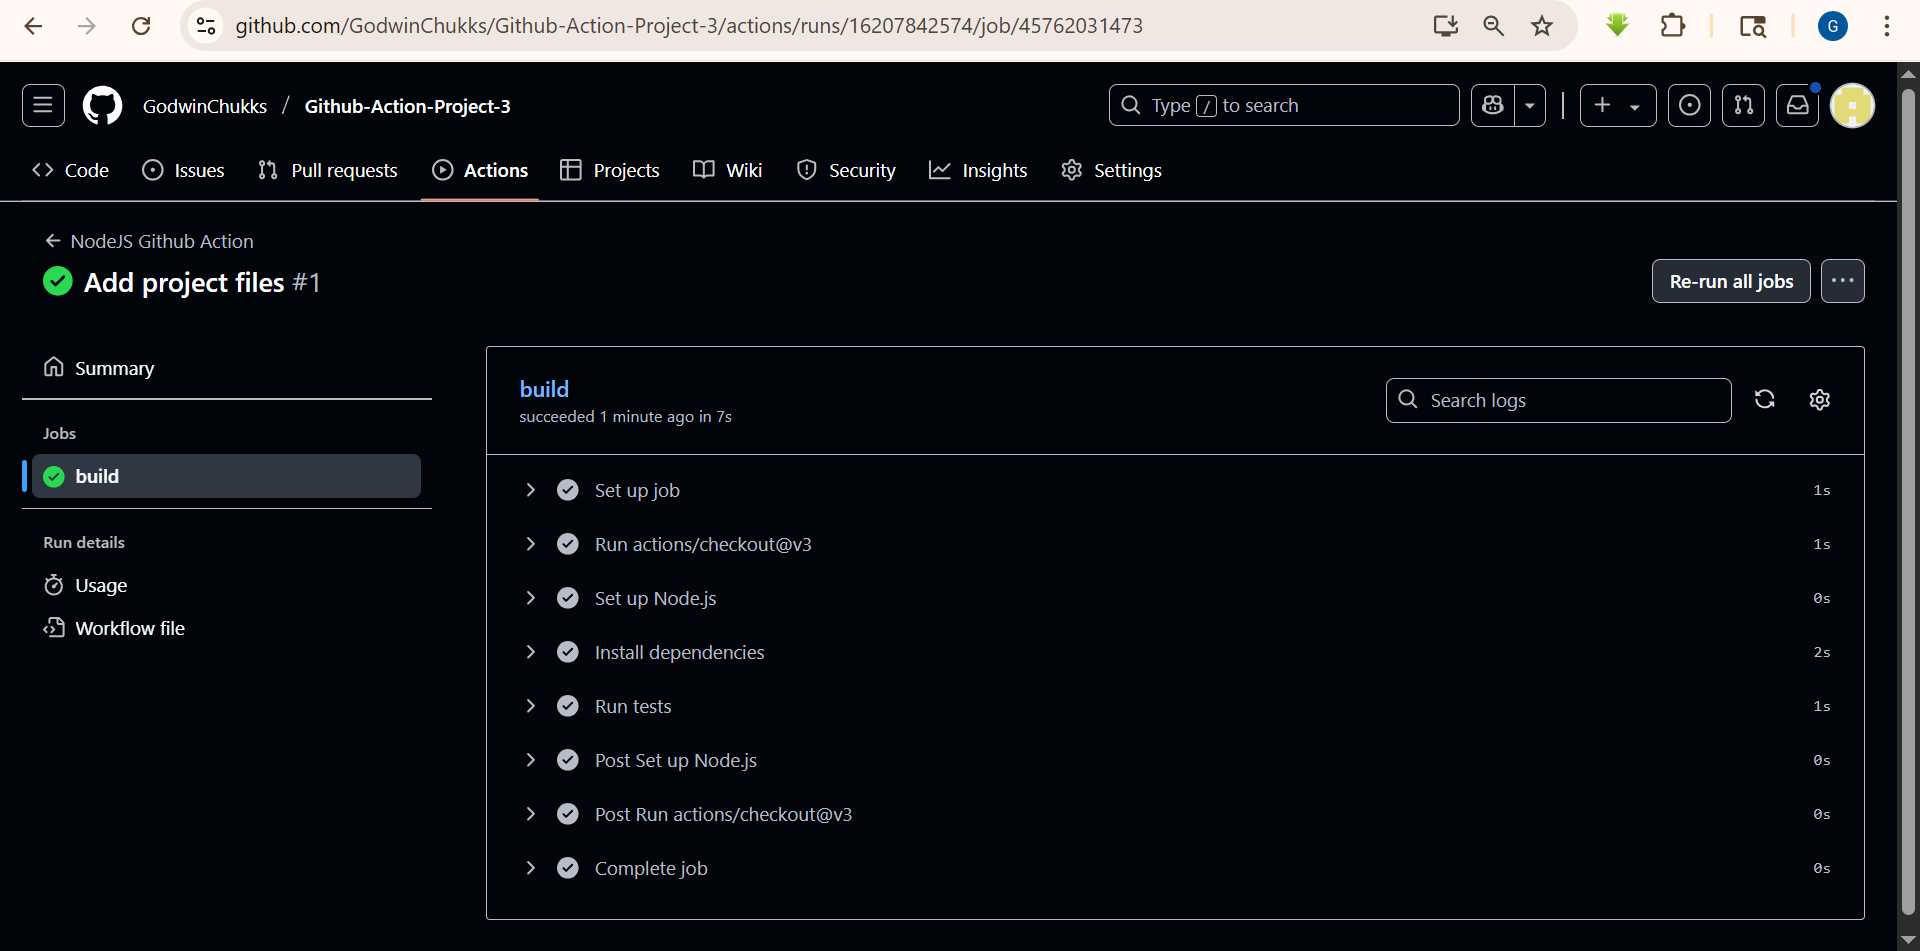 github.com/GodwinChukks/Github-Action-Project-3/actions/runs/16207842574/job/45762031473
G
GodwinChukks / Github-Action-Project-3
Type / to search
Code Issues Pull requests Actions Projects Wiki Security Insights Settings
NodeJS Github Action
Add project files #1
Re-run all jobs
Summary
Jobs
build
Run details
Usage
Workflow file
build
succeeded 1 minute ago in 7s
Search logs
Set up job 1s
Run actions/checkout@v3 1s
Set up Node.js 0s
Install dependencies 2s
Run tests 1s
Post Set up Node.js 0s
Post Run actions/checkout@v3 0s
Complete job 0s